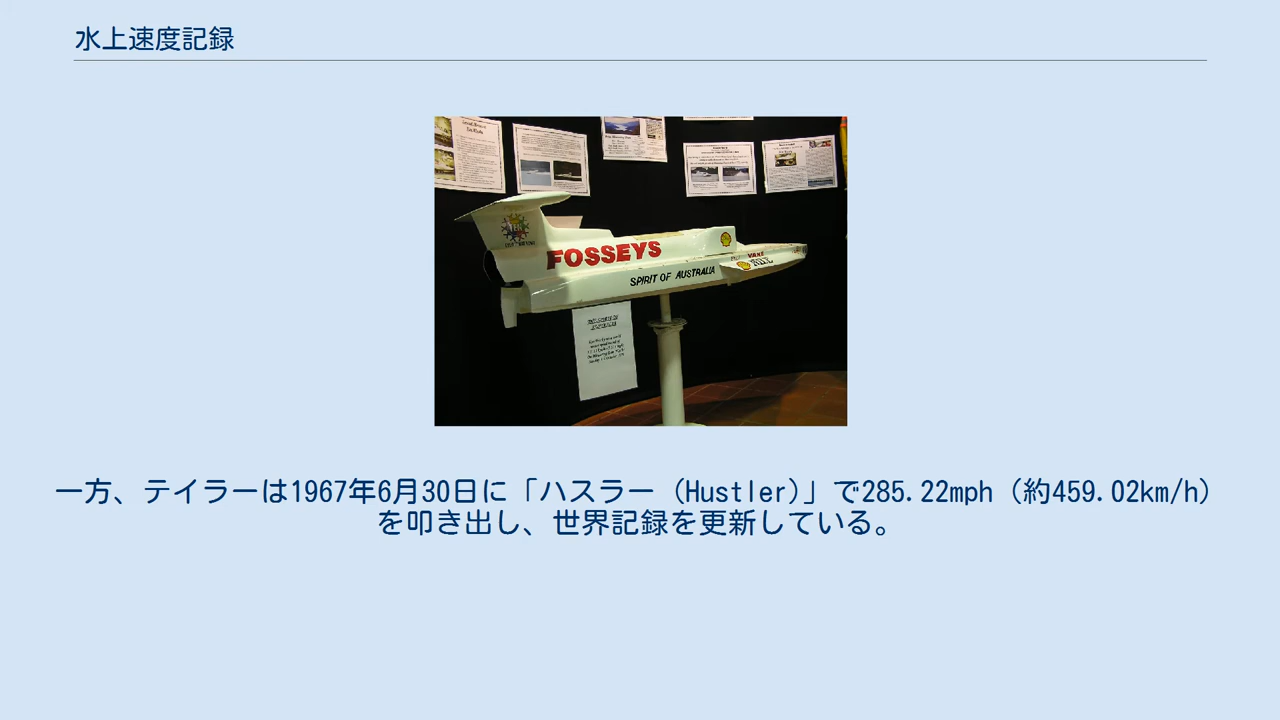 水上速度記録
FOSSEYS
SPIRIT OF AUSTRALIA
一方、テイラーは1967年6月30日に「ハスラー（Hustler)」で285.22mph（約459.02km/h）
を叩き出し、世界記録を更新している。